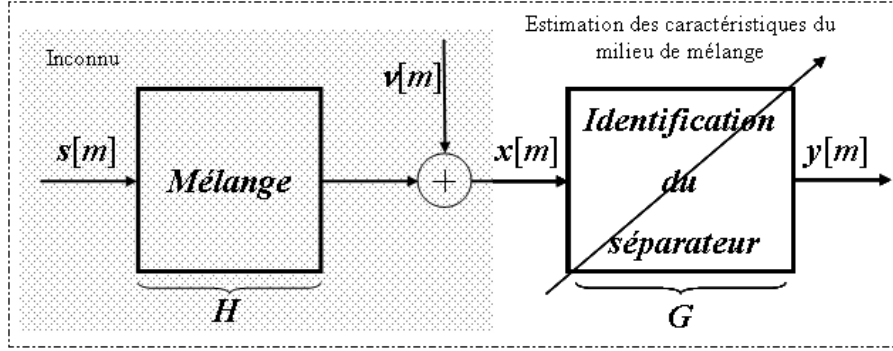 Estimation des caractéristiques du
milieu de mélange
Inconnu
v[m]
s[m]
Mélange
+
x[m]
Identification
du
séparateur
y[m]
H
G